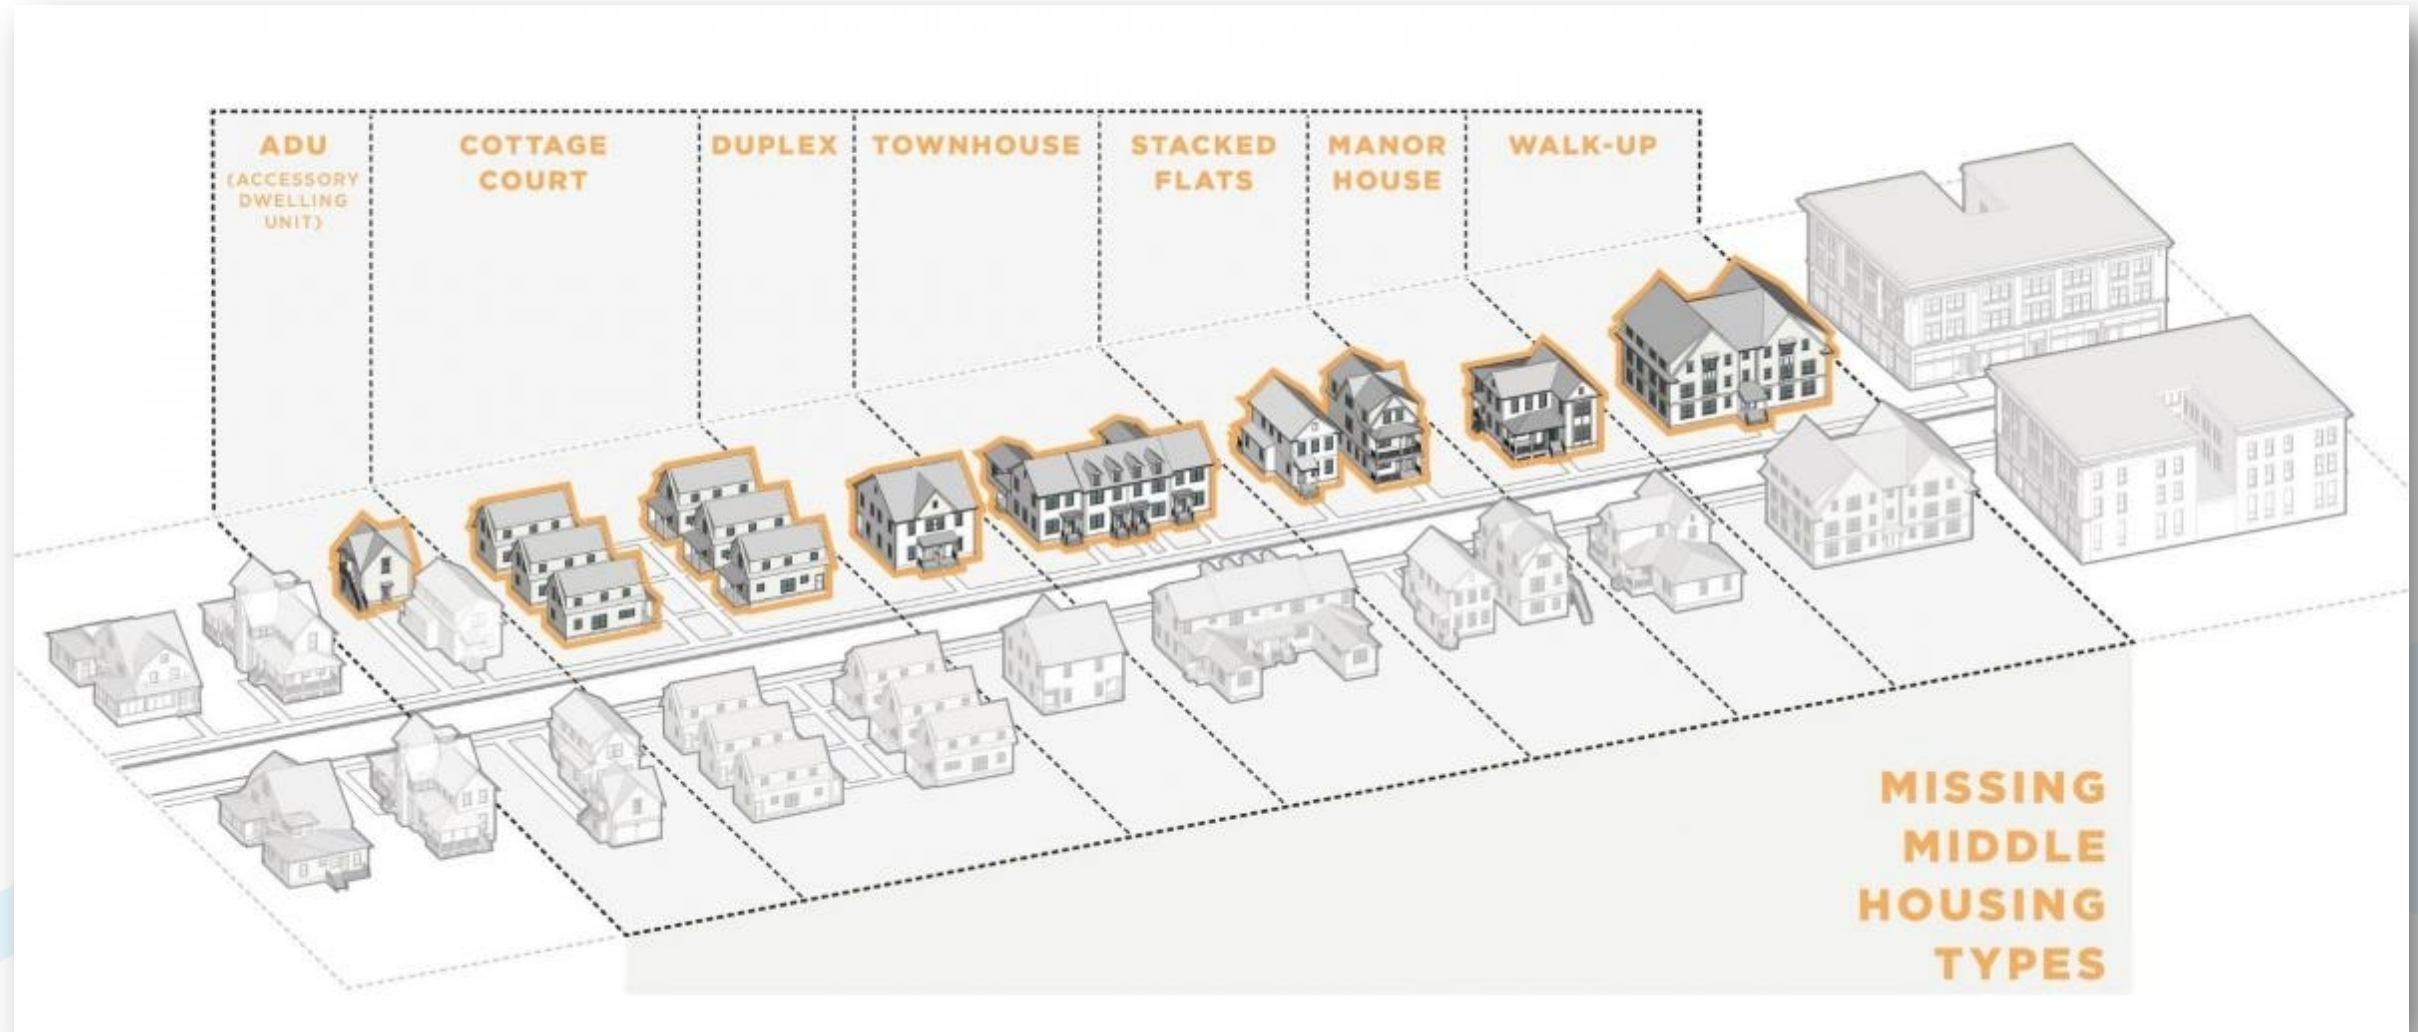 ADU
(ACCESSORY
DWELLING
UNIT)
COTTAGE
COURT
DUPLEX
TOWNHOUSE
STACKED
FLATS
MANOR
HOUSE
WALK-UP
MISSING
MIDDLE
HOUSING
TYPES